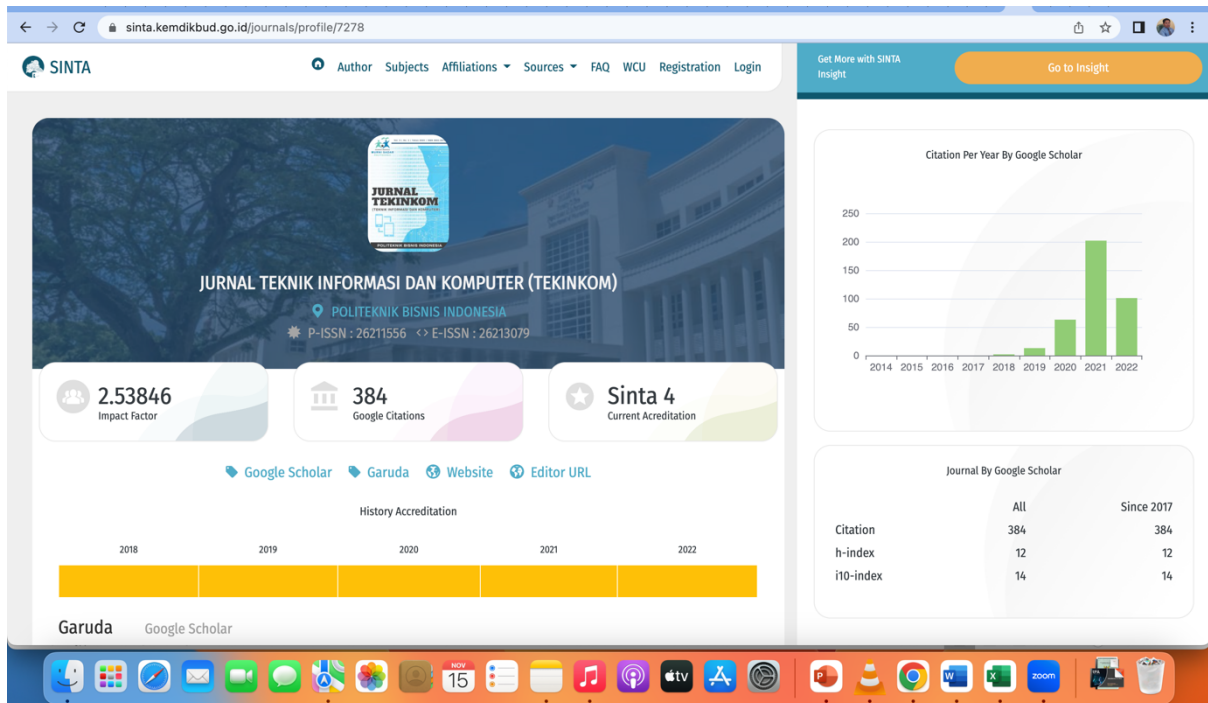 sinta.kemdikbud.go.id/journals/profile/7278
SINTA
Author Subjects Affiliations Sources FAQ WCU Registration Login
Get More with SINTA
Insight
Go to Insight
JURNAL
TEKINKOM
POLITEKNIK BISNIS INDONESIA
JURNAL TEKNIK INFORMASI DAN KOMPUTER (TEKINKOM)
POLITEKNIK BISNIS INDONESIA
P-ISSN : 26211556 <> E-ISSN : 26213079
2.53846
Impact Factor
384
Google Citations
Sinta 4
Current Acreditation
Google Scholar Garuda Website Editor URL
History Accreditation
2018 2019 2020 2021 2022
Garuda Google Scholar
Citation Per Year By Google Scholar
250
200
150
100
50
0
2014 2015 2016 2017 2018 2019 2020 2021 2022
Journal By Google Scholar
All Since 2017
Citation 384 384
h-index 12 12
i10-index 14 14
NOV
15
tv
P
W
X
zoom